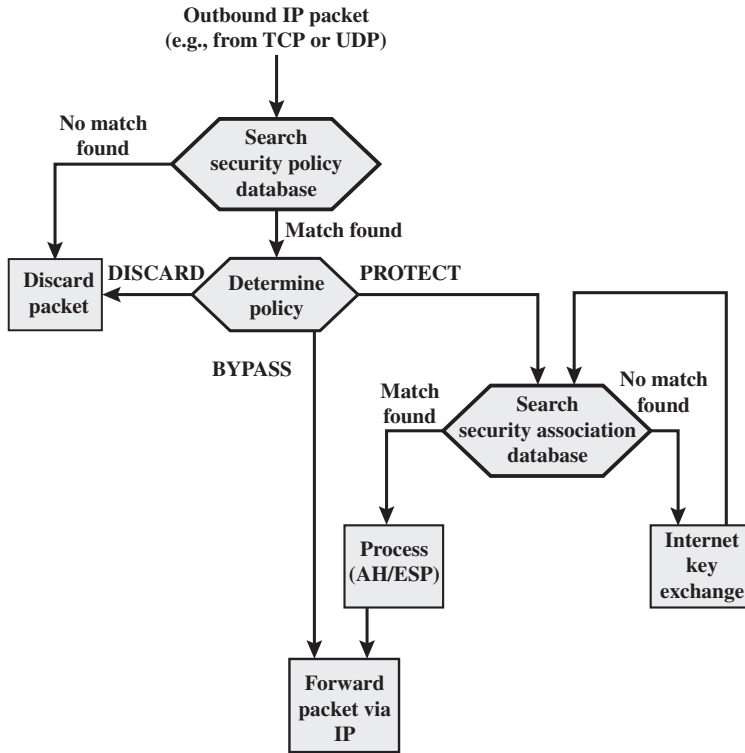 Outbound IP packet
(e.g., from TCP or UDP)
No match
found
Search
security policy
database
Match found
Discard
packet
DISCARD
Determine
policy
PROTECT
BYPASS
Match
found
Search
security association
database
No match
found
Process
(AH/ESP)
Internet
key
exchange
Forward
packet via
IP